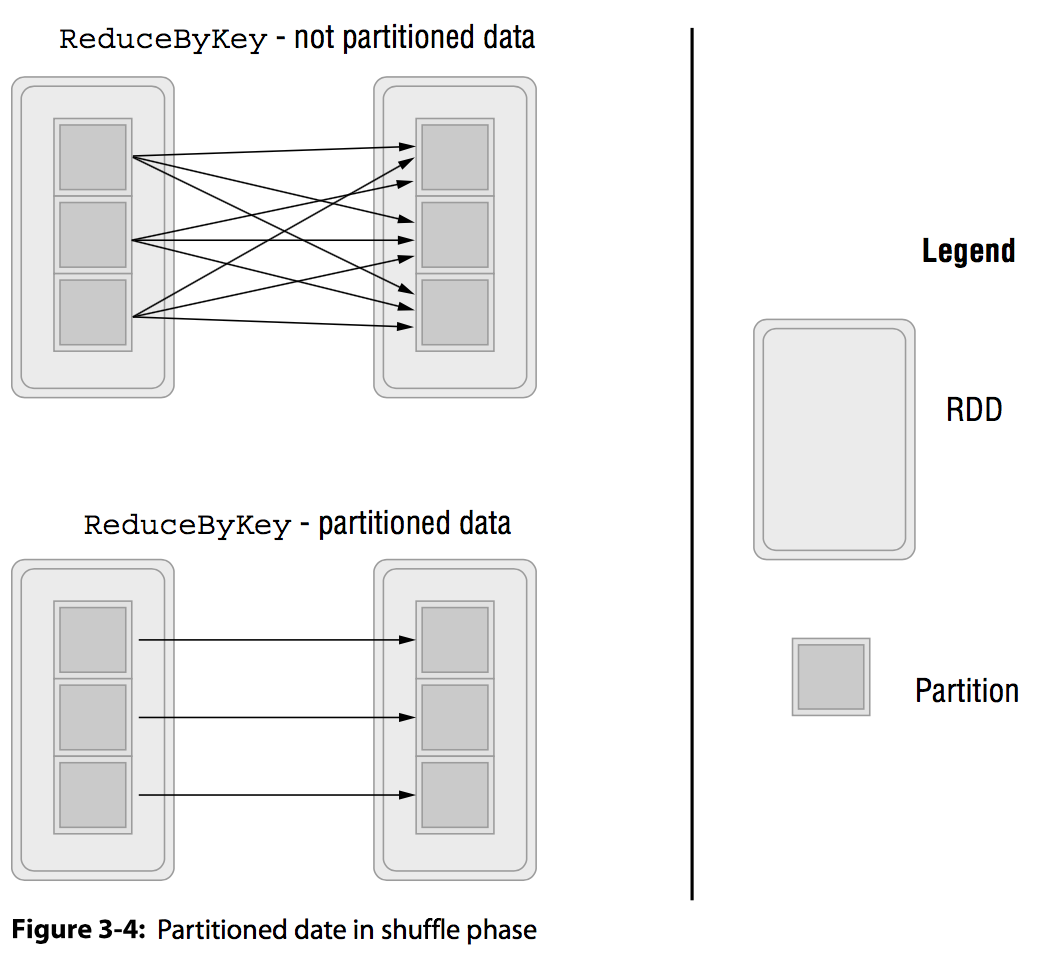 ReduceByKey - not partitioned data
Legend
RDD
ReduceByKey - partitioned data
Partition
Figure 3-4: Partitioned date in shuffle phase